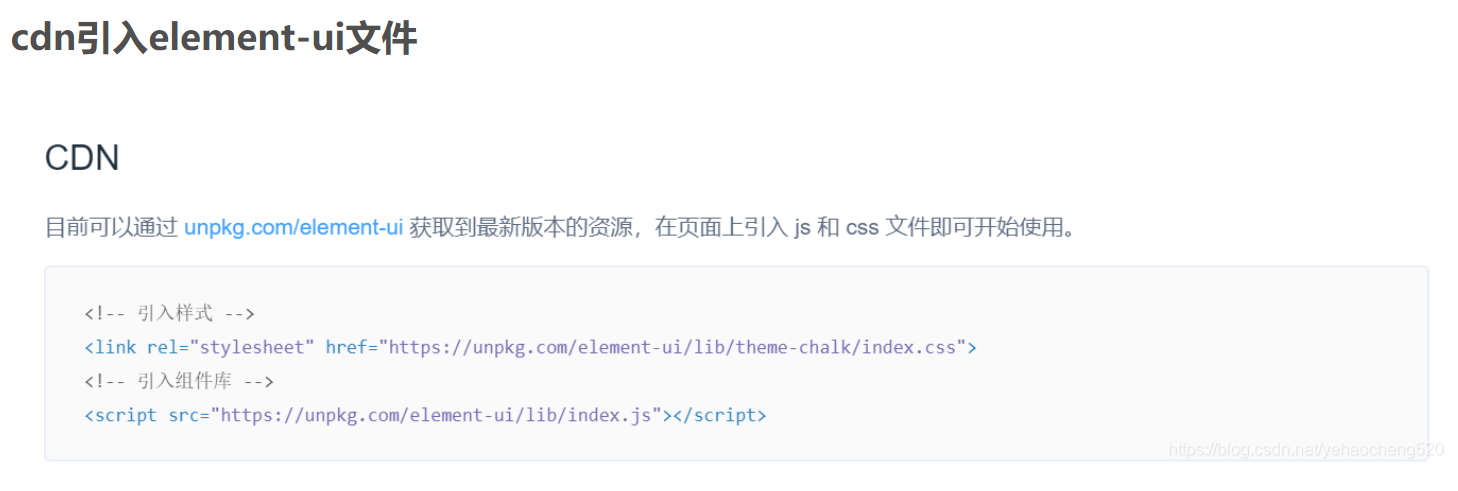 cdn引入element-ui文件
CDN
目前可以通过 unpkg.com/element-ui 获取到最新版本的资源，在页面上引入 js 和 css 文件即可开始使用。
<!-- 引入样式 -->
<link rel="stylesheet" href="https://unpkg.com/element-ui/lib/theme-chalk/index.css">
<!-- 引入组件库 -->
<script src="https://unpkg.com/element-ui/lib/index.js"></script>
https://blog.csdn.net/yehaocheng520